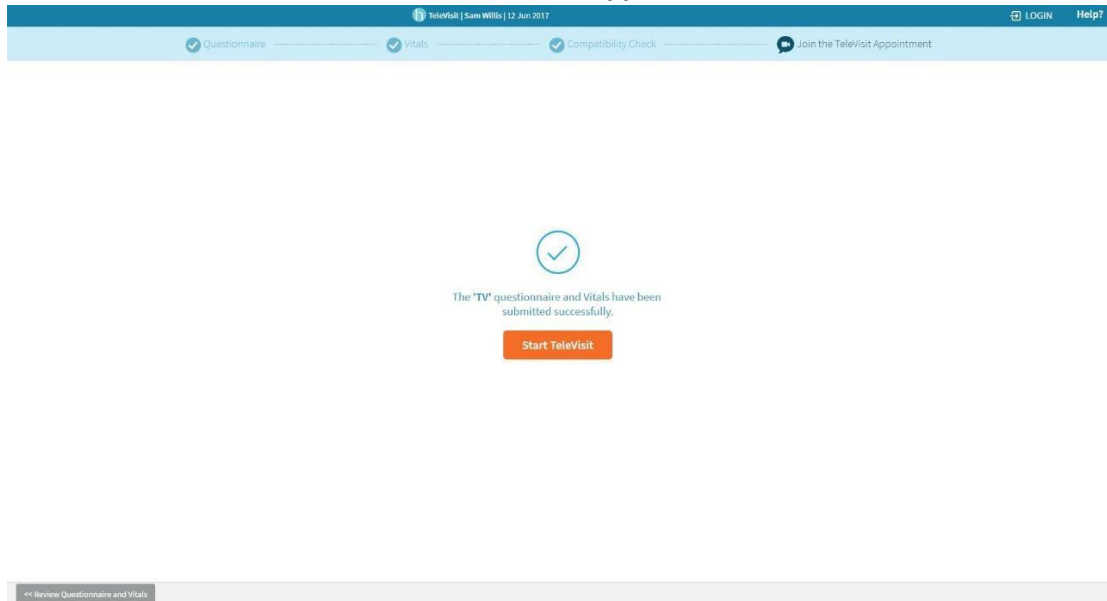 TeleVisit | Sam Willis | 12 Jun 2017
LOGIN
Help?
Questionnaire
Vitals
Compatibility Check
Join the TeleVisit Appointment
The 'TV' questionnaire and Vitals have been
submitted successfully.
Start TeleVisit
<< Review Questionnaire and Vitals